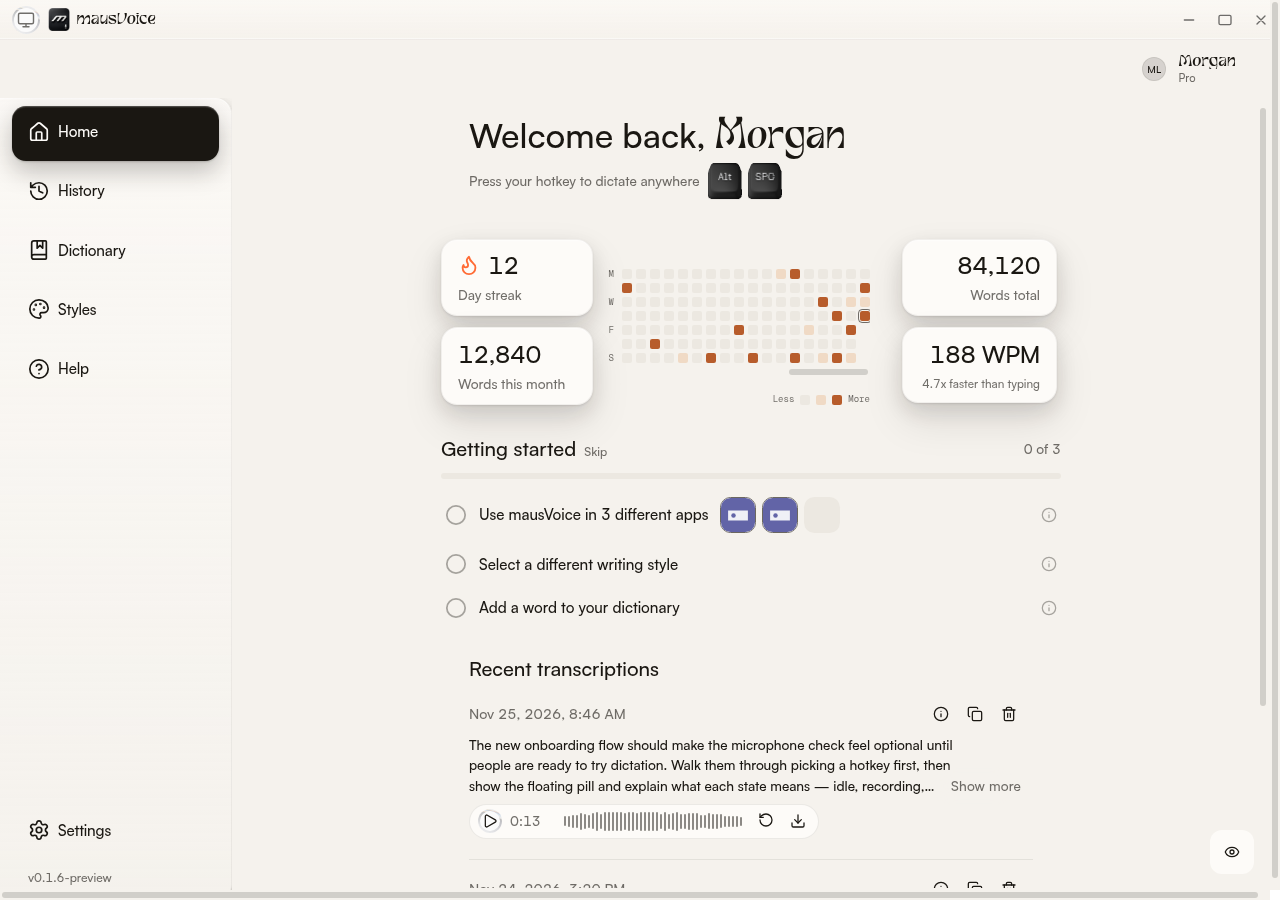 mausVoice
ML
Morgan
Pro
Home
History
Dictionary
Styles
Help
Settings
v0.1.6-preview
Welcome back, Morgan
Press your hotkey to dictate anywhere Alt
12
Day streak
12,840
Words this month
M
W
F
S
Less More
84,120
Words total
188 WPM
4.7x faster than typing
Getting started Skip 0 of 3
Use mausVoice in 3 different apps
Select a different writing style
Add a word to your dictionary
Recent transcriptions
Nov 25, 2026, 8:46 AM
The new onboarding flow should make the microphone check feel optional until
people are ready to try dictation. Walk them through picking a hotkey first, then
show the floating pill and explain what each state means — idle, recording,... Show more
0:13
Nov 24, 2026, 3:20 PM